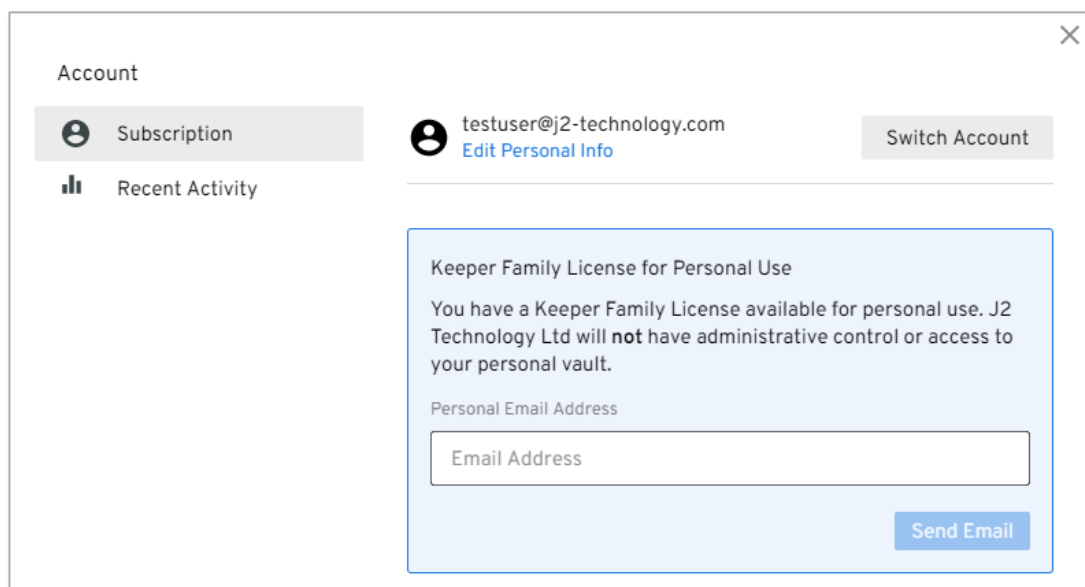 Account
Subscription
Recent Activity
testuser@j2-technology.com
Edit Personal Info
Switch Account
Keeper Family License for Personal Use
You have a Keeper Family License available for personal use. J2
Technology Ltd will not have administrative control or access to
your personal vault.
Personal Email Address
Email Address
Send Email